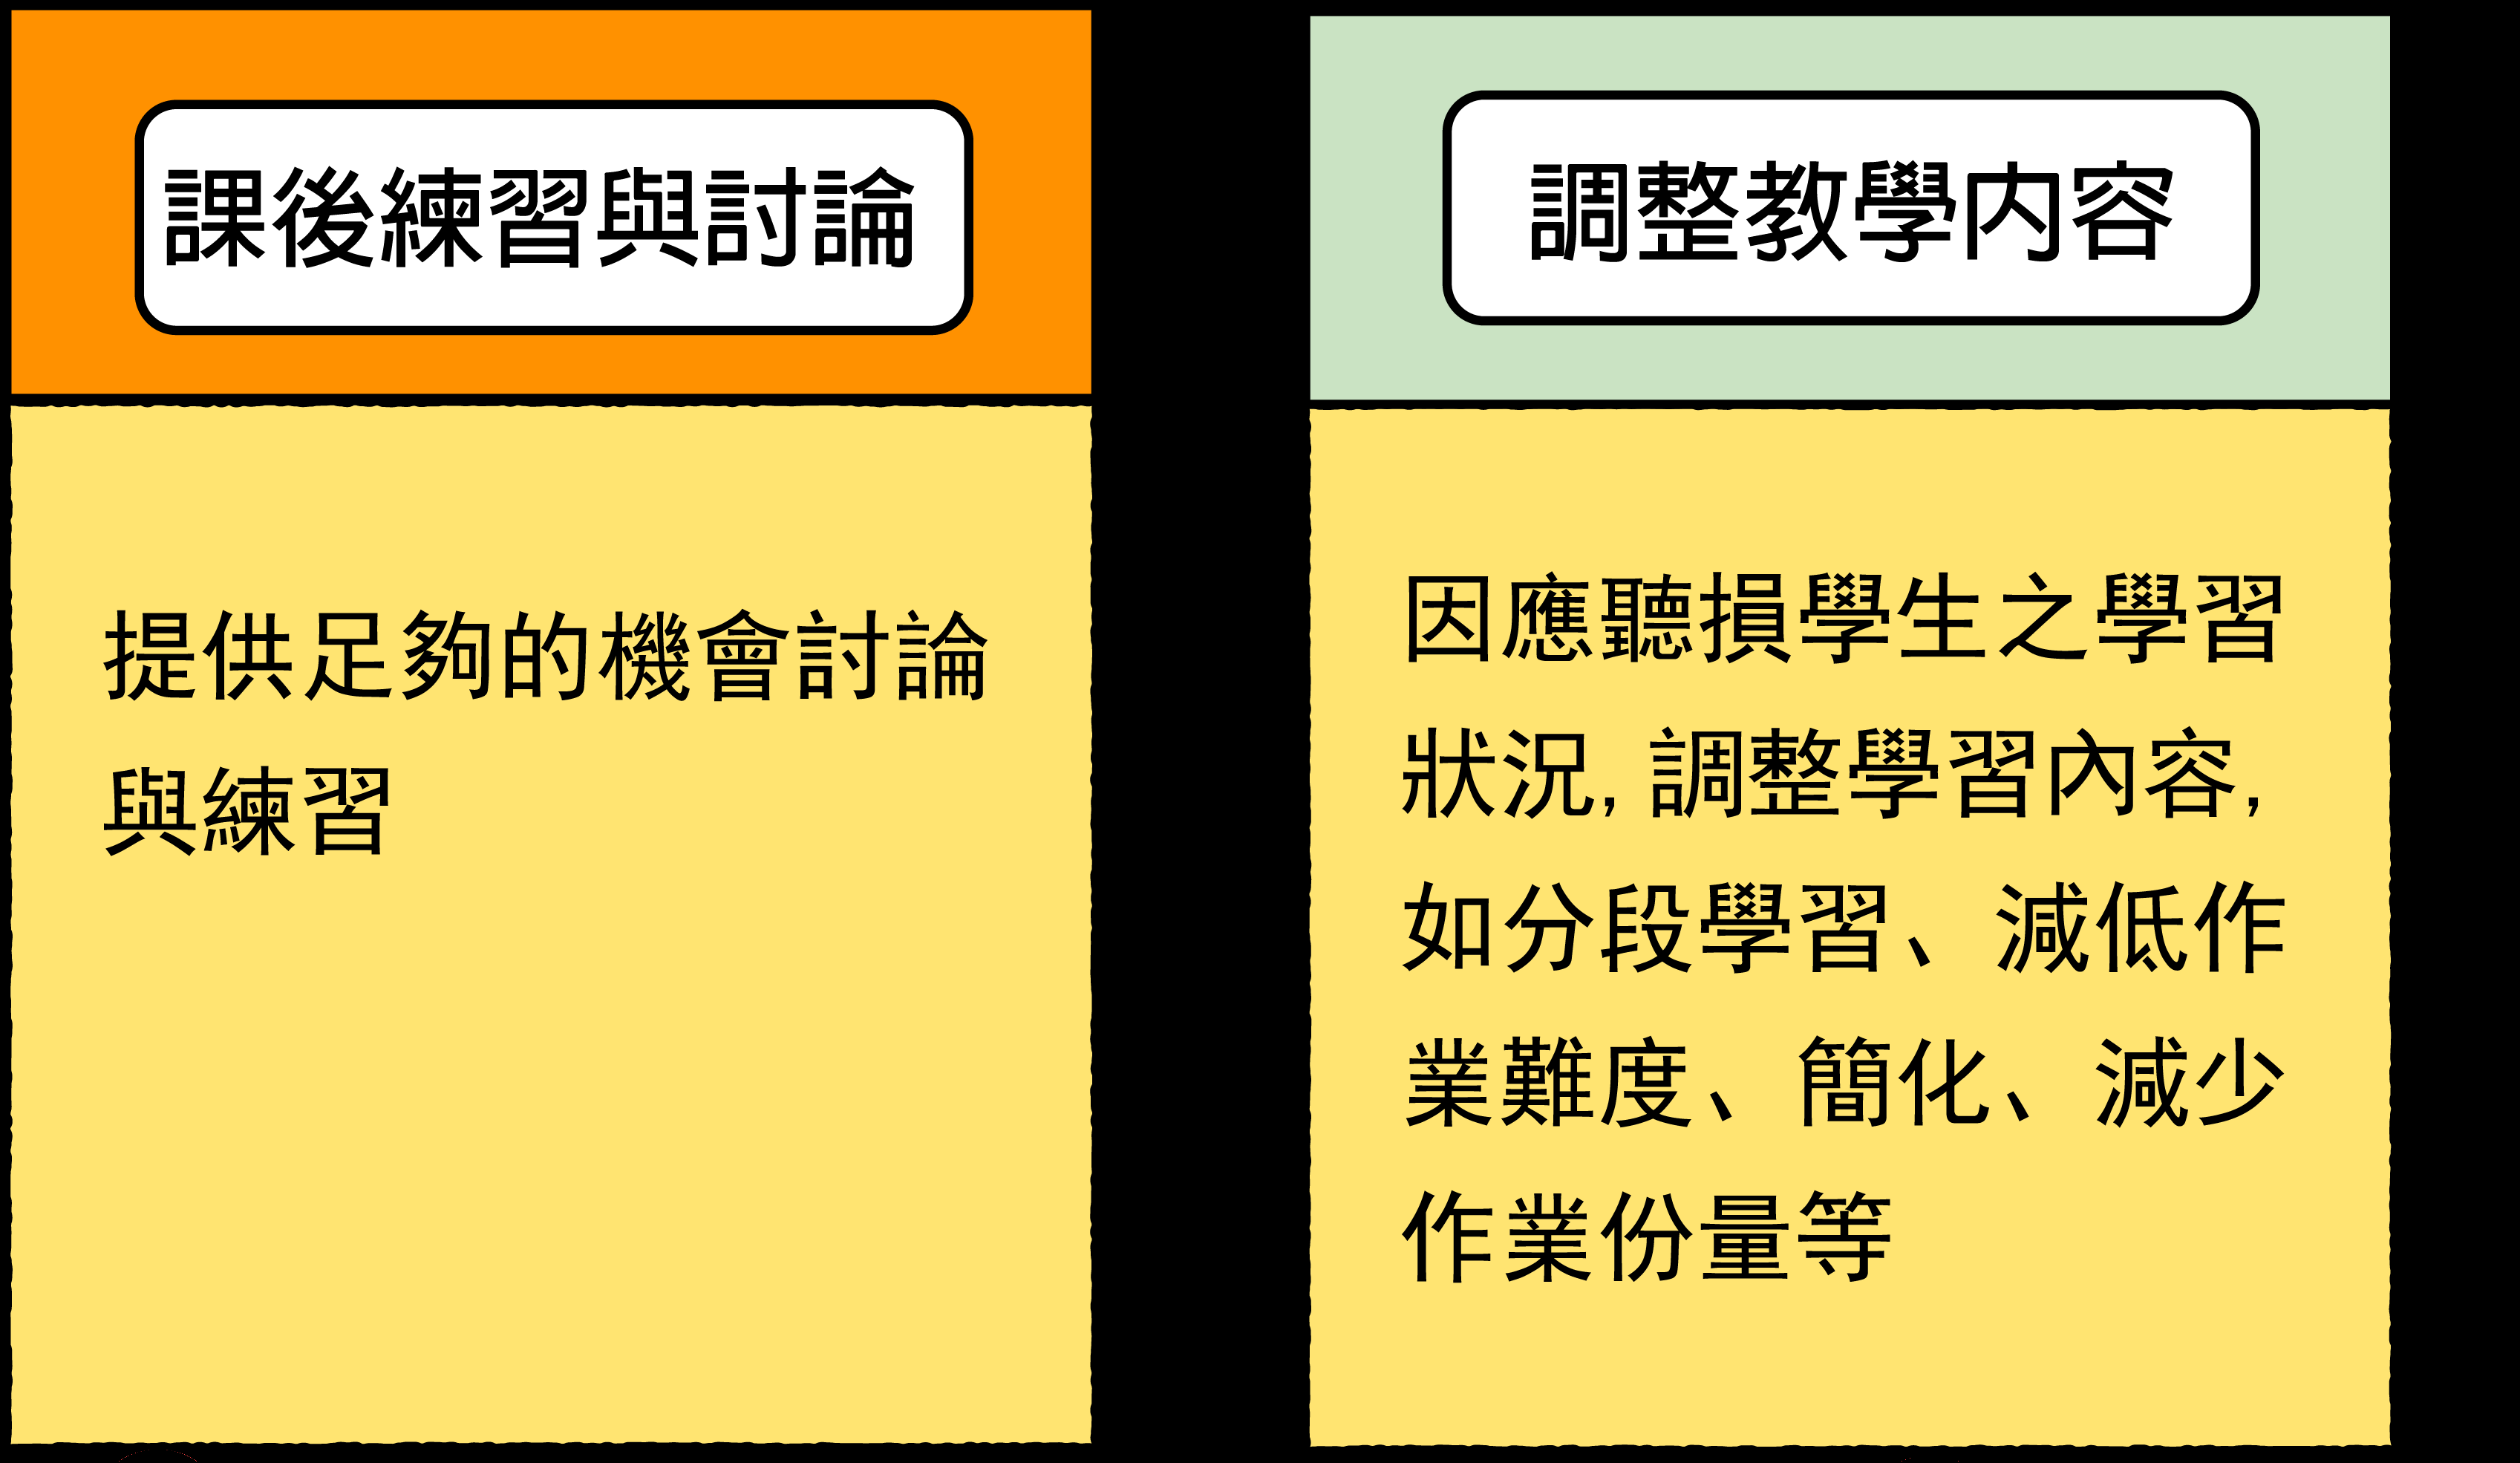 課後練習與討論
提供足夠的機會討論
與練習
調整教學内容
因應聽損學生之學習
狀況, 調整學習內容,
如分段學習、減低作
業難度、簡化、減少
作業份量等